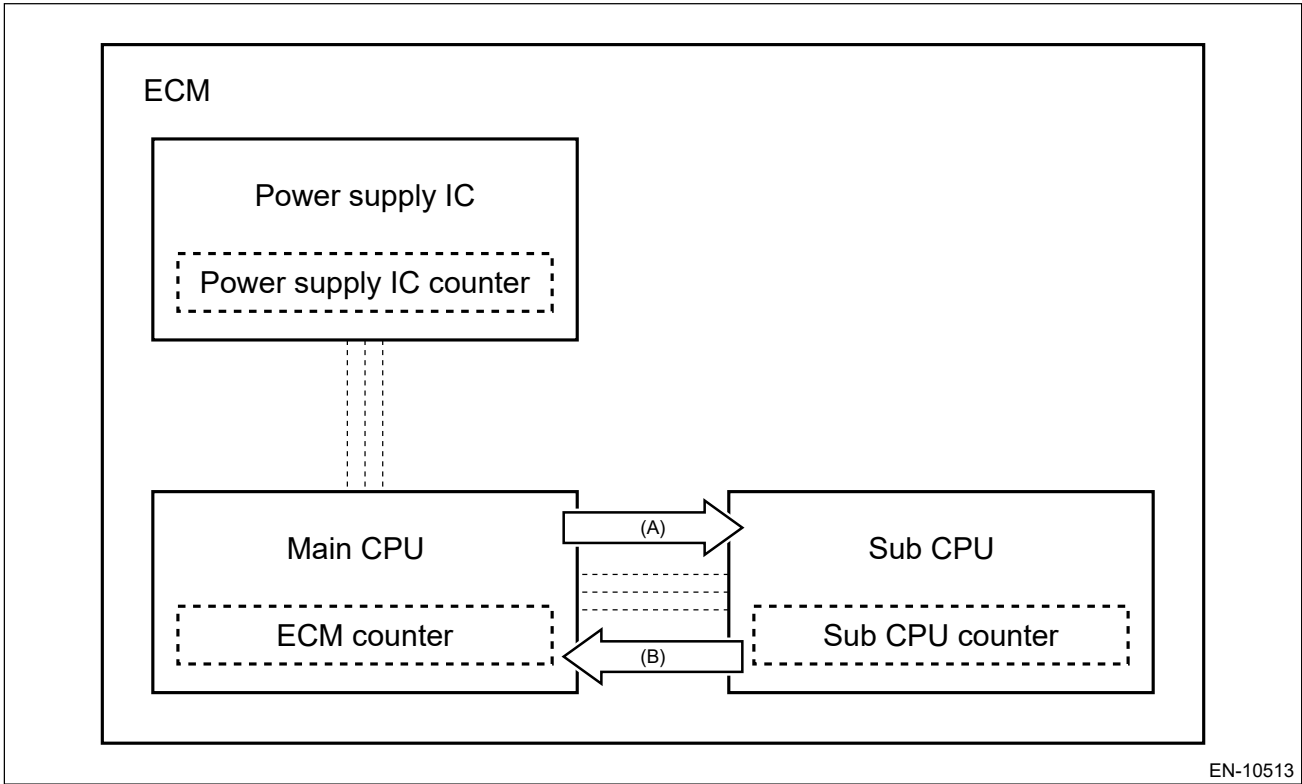 ECM
Power supply IC
Power supply IC counter
Main CPU
(A)
Sub CPU
ECM counter
(B)
Sub CPU counter
EN-10513